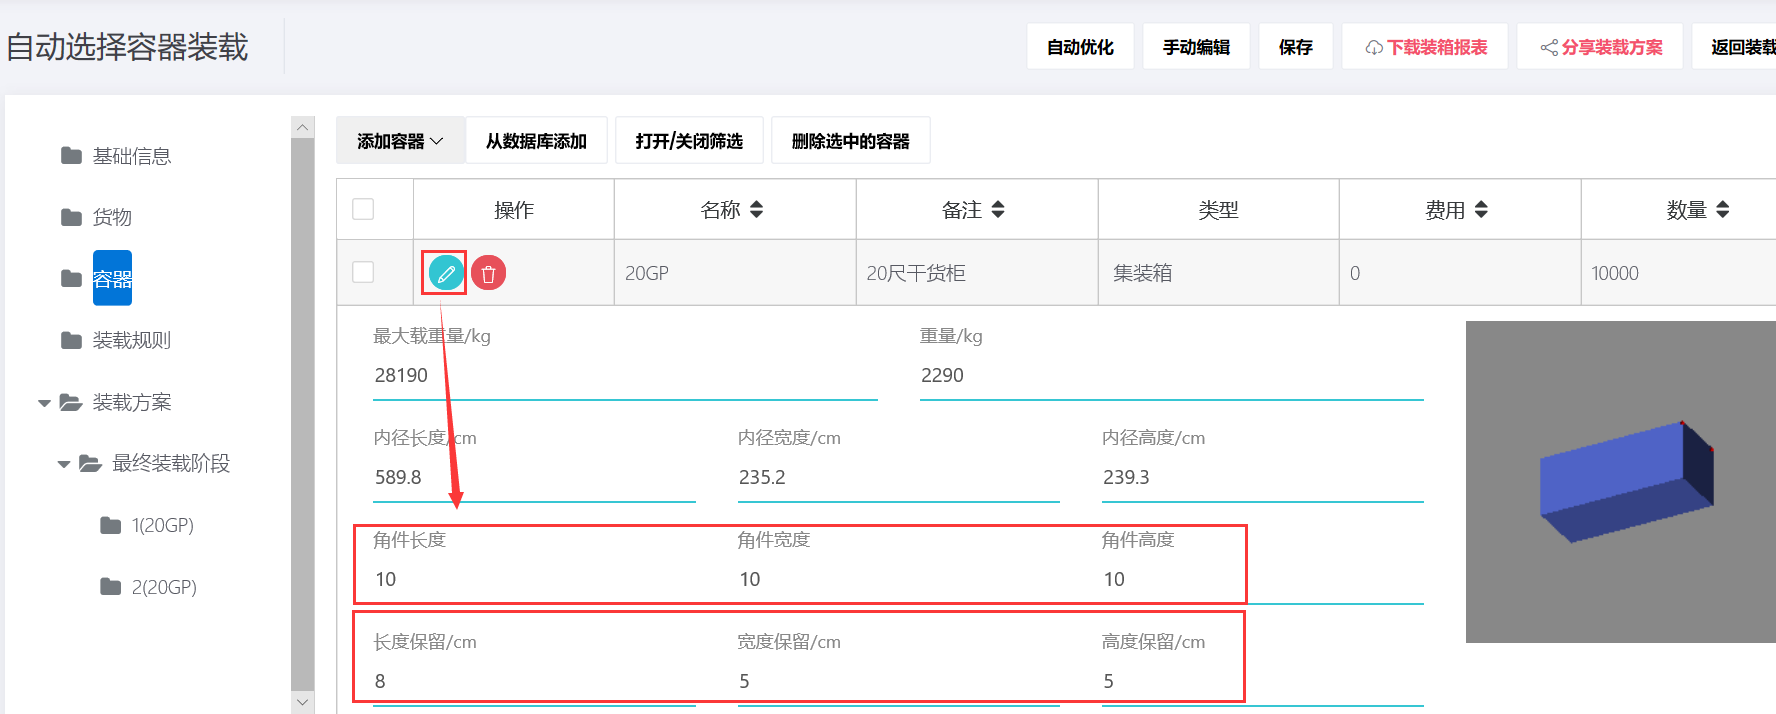 自动选择容器装载
自动优化 手动编辑 保存 下载装箱报表 分享装载方案 返回装载
基础信息
货物
容器
装载规则
装载方案
最终装载阶段
1(20GP)
2(20GP)
添加容器 从数据库添加 打开/关闭筛选 删除选中的容器
操作 名称 备注 类型 费用 数量
20GP 20尺干货柜 集装箱 0 10000
最大载重量/kg 重量/kg
28190 2290
内径长度/cm 内径宽度/cm 内径高度/cm
589.8 235.2 239.3
角件长度 角件宽度 角件高度
10 10 10
长度保留/cm 宽度保留/cm 高度保留/cm
8 5 5